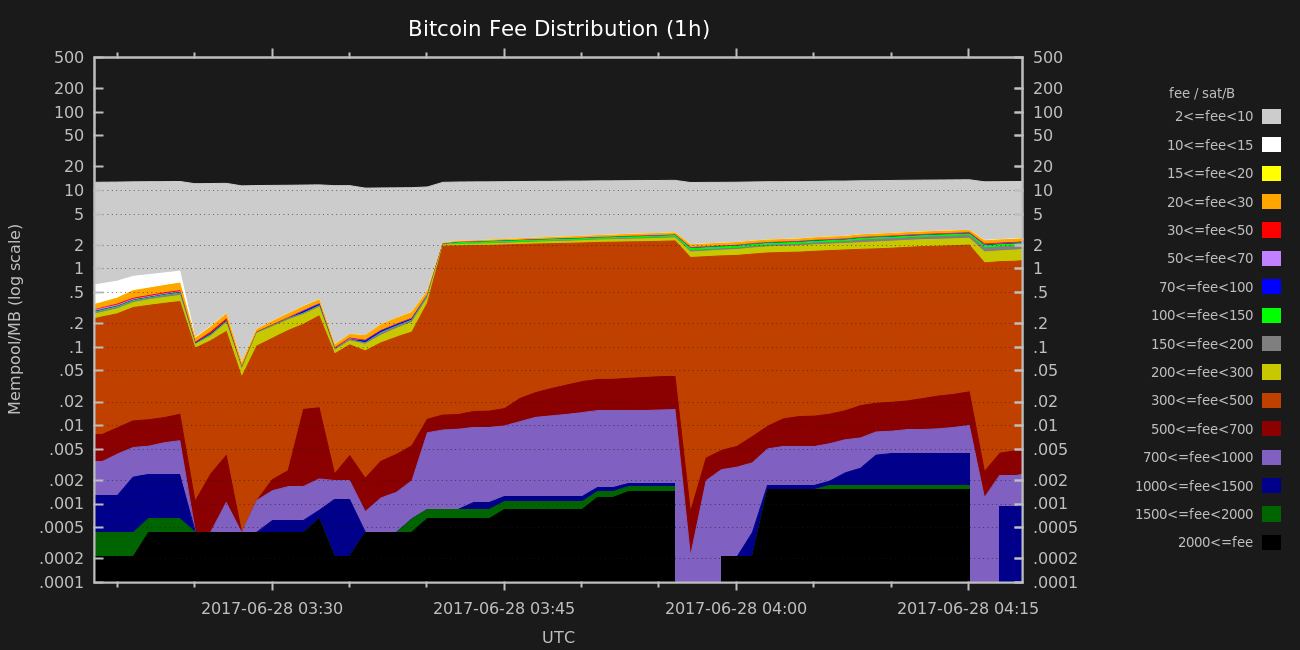 Bitcoin Fee Distribution (1h)
500
200
100
50
20
10
5
2
1
.5
.2
.1
.05
.02
.01
.005
.002
.001
.0005
.0002
.0001
Mempool/MB (log scale)
500
200
100
50
20
10
5
2
1
.5
.2
.1
.05
.02
.01
.005
.002
.001
.0005
.0002
.0001
2017-06-28 03:30
2017-06-28 03:45
2017-06-28 04:00
2017-06-28 04:15
UTC
fee / sat/B
2<=fee<10
10<=fee<15
15<=fee<20
20<=fee<30
30<=fee<50
50<=fee<70
70<=fee<100
100<=fee<150
150<=fee<200
200<=fee<300
300<=fee<500
500<=fee<700
700<=fee<1000
1000<=fee<1500
1500<=fee<2000
2000<=fee